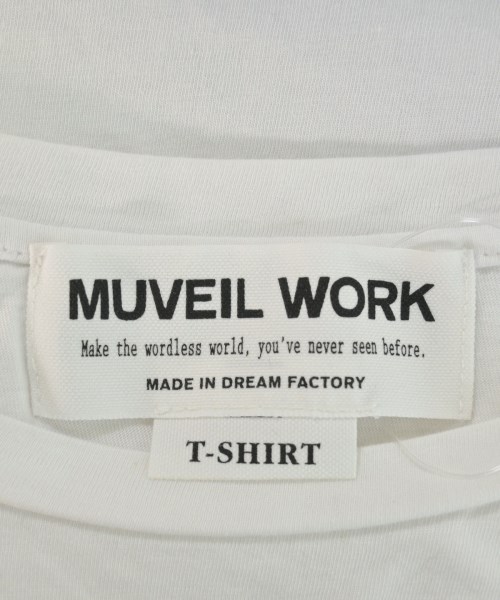 MUVEIL WORK
Make the wordless world, you've never seen before.
MADE IN DREAM FACTORY
T-SHIRT